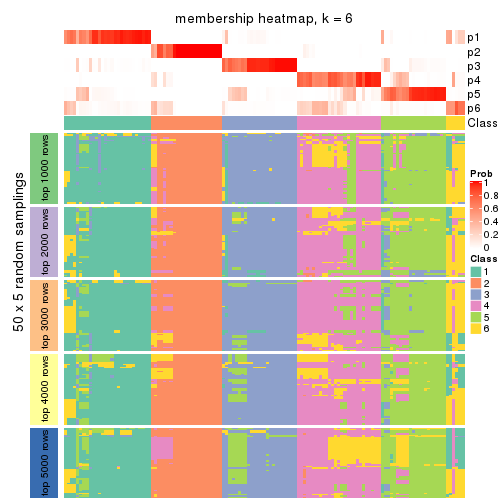 membership heatmap, k = 6
p1
p2
p3
p4
p5
p6
Class
50 x 5 random samplings
top 1000 rows
top 2000 rows
top 3000 rows
top 4000 rows
top 5000 rows
Prob
1
0.8
0.6
0.4
0.2
0
Class
1
2
3
4
5
6